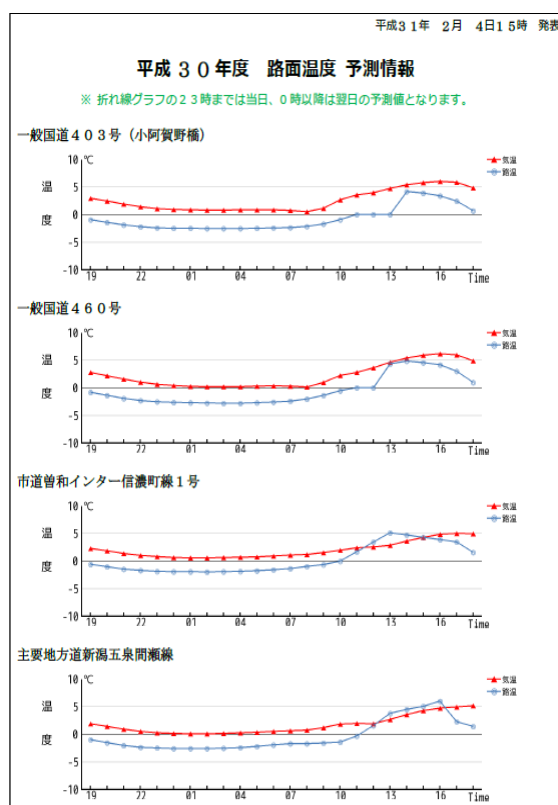 平成31年 2月 4日15時 発表
平成 30年度 路面温度 予測情報
※ 折れ線グラフの23時までは当日、0時以降は翌日の予測値となります。
一般国道403号(小阿賀野橋)
10 ℃
5
0
-5
-10
温度
気温
路温
19 22 01 04 07 10 13 16 Time
一般国道460号
10 ℃
5
0
-5
-10
温度
気温
路温
19 22 01 04 07 10 13 16 Time
市道曽和インター信濃町線1号
10 ℃
5
0
-5
-10
温度
気温
路温
19 22 01 04 07 10 13 16 Time
主要地方道新潟五泉間瀬線
10 ℃
5
0
-5
-10
温度
気温
路温
19 22 01 04 07 10 13 16 Time